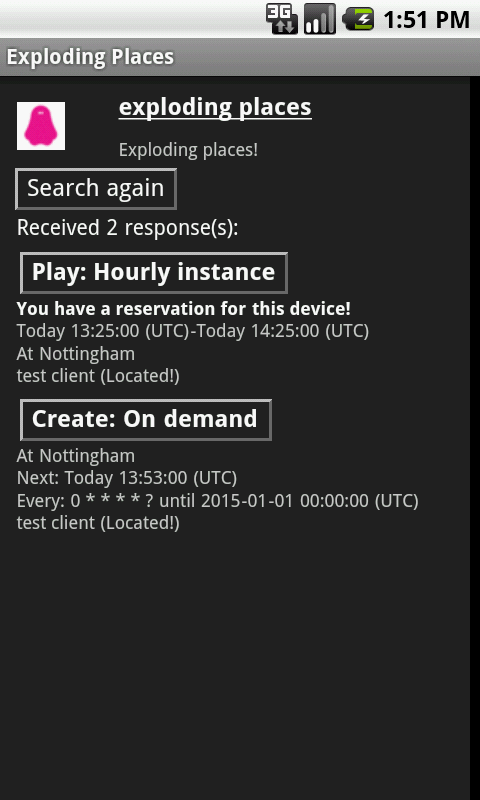 3G 1:51 PM
Exploding Places
exploding places
Exploding places!
Search again
Received 2 response(s):
Play: Hourly instance
You have a reservation for this device!
Today 13:25:00 (UTC)-Today 14:25:00 (UTC)
At Nottingham
test client (Located!)
Create: On demand
At Nottingham
Next: Today 13:53:00 (UTC)
Every: 0 * * * * ? until 2015-01-01 00:00:00 (UTC)
test client (Located!)